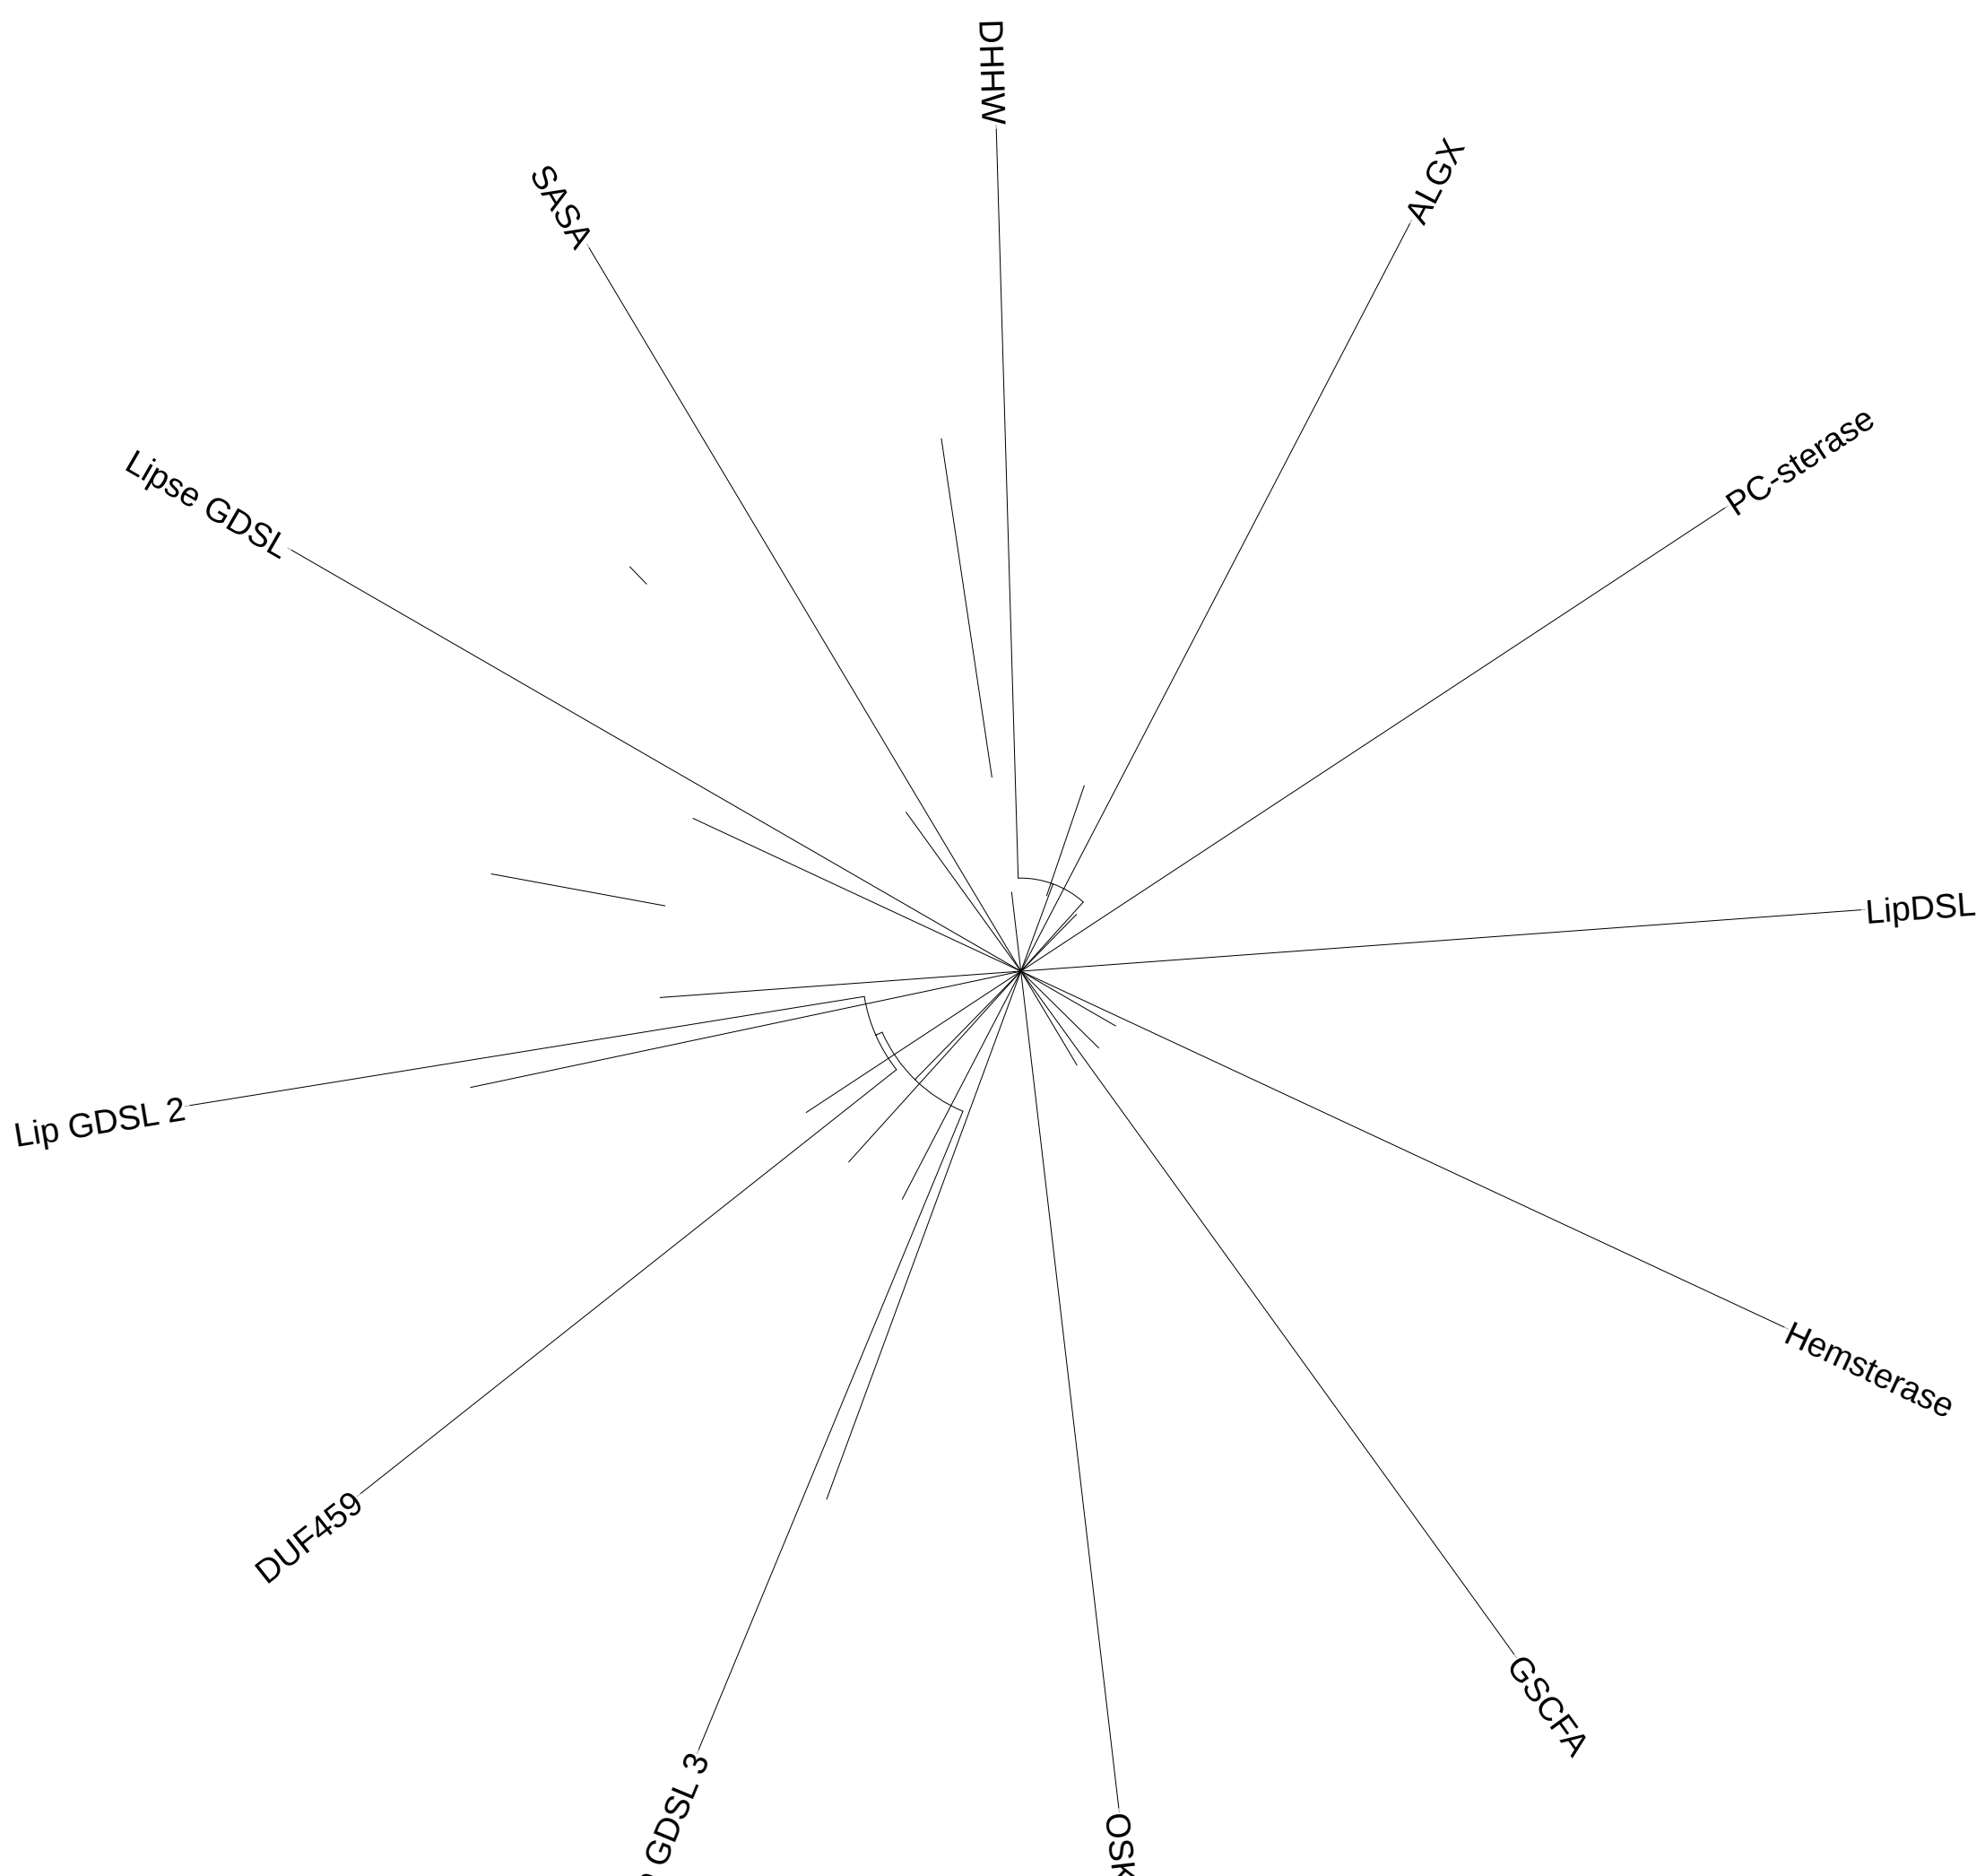 DHHW
ALGX
SASA
PC-sterase
Lipse GDSL
LipDSL
Lip GDSL 2
Hemsterase
DUF459
GSCFA
GDSL 3